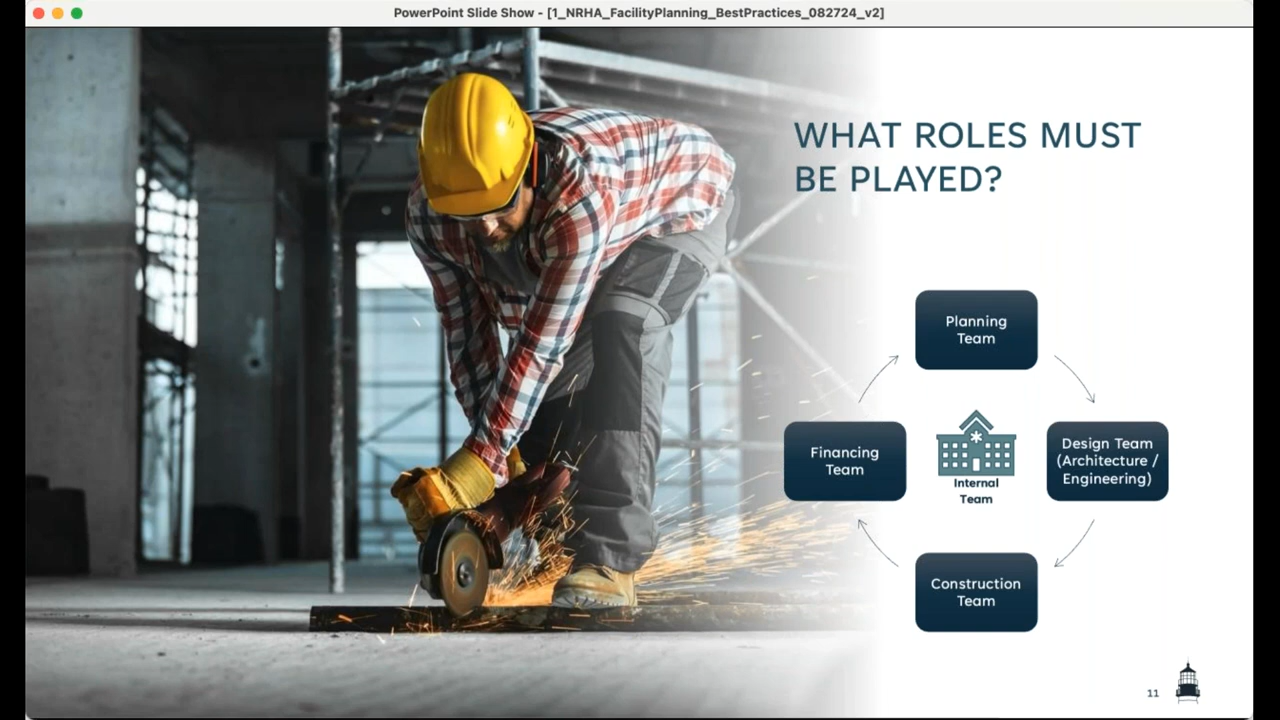 PowerPoint Slide Show - [1_NRHA_FacilityPlanning_BestPractices_082724_v2]
WHAT ROLES MUST
BE PLAYED?
Planning
Team
Financing
Team
Internal
Team
Design Team
(Architecture /
Engineering)
Construction
Team
11